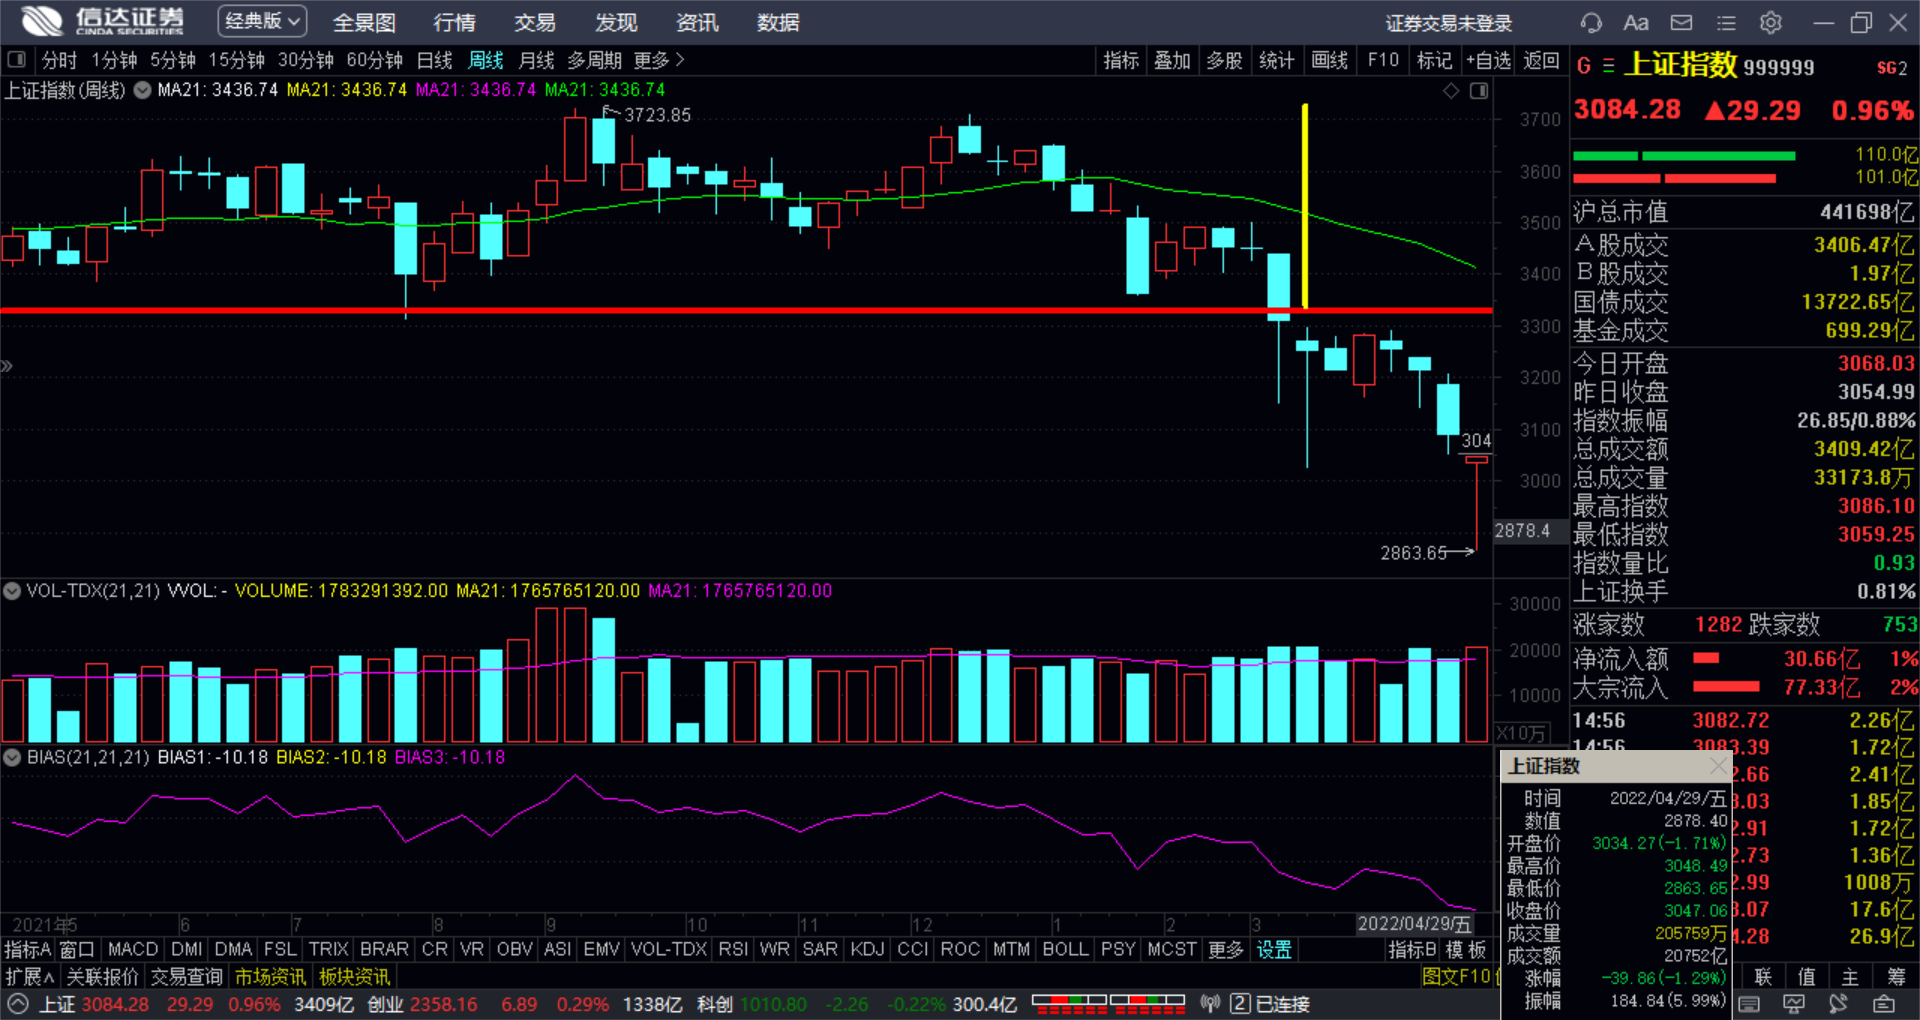 信达证券 经典版 全景图 行情 交易 发现 资讯 数据 证券交易未登录 Aa
CINDA SECURITIES
分时 1分钟 5分钟 15分钟 30分钟 60分钟 日线 周线 月线 多周期 更多 指标 叠加 多股 统计 画线 F10 标记 +自选 返回
G 上证指数 999999 SG2
上证指数(周线) MA21: 3436.74 MA21: 3436.74 MA21: 3436.74 MA21: 3436.74
3084.28 ▲29.29 0.96%
3723.85
3700
3600
3500
3400
3300
3200
3100
3000
304
2878.4
2863.65
110.0亿
101.0亿
沪总市值 441698亿
A股成交 3406.47亿
B股成交 1.97亿
国债成交 13722.65亿
基金成交 699.29亿
今日开盘 3068.03
昨日收盘 3054.99
指数振幅 26.85/0.88%
总成交额 3409.42亿
总成交量 33173.8万
最高指数 3086.10
最低指数 3059.25
指数量比 0.93
上证换手 0.81%
涨家数 1282 跌家数 753
净流入额 30.66亿 1%
大宗流入 77.33亿 2%
14:56 3082.72 2.26亿
14:56 3083.39 1.72亿
2.66 2.41亿
3.03 1.85亿
2.91 1.72亿
2.73 1.36亿
2.99 1008万
3.07 17.6亿
4.28 26.9亿
VOL-TDX(21,21) VVOL: - VOLUME: 1783291392.00 MA21: 1765765120.00 MA21: 1765765120.00
30000
20000
10000
X10万
BIAS(21,21,21) BIAS1: -10.18 BIAS2: -10.18 BIAS3: -10.18
上证指数
时间 2022/04/29/五
数值 2878.40
开盘价 3034.27(-1.71%)
最高价 3048.49
最低价 2863.65
收盘价 3047.06
成交量 205759万
成交额 20752亿
涨幅 -39.86(-1.29%)
振幅 184.84(5.99%)
2021年5 6 7 8 9 10 11 12 1 2 3 2022/04/29/五
指标A 窗口 MACD DMI DMA FSL TRIX BRAR CR VR OBV ASI EMV VOL-TDX RSI WR SAR KDJ CCI ROC MTM BOLL PSY MCST 更多 设置 指标B 模板
扩展∧ 关联报价 交易查询 市场资讯 板块资讯 图文F10 联 值 主 筹
上证 3084.28 29.29 0.96% 3409亿 创业 2358.16 6.89 0.29% 1338亿 科创 1010.80 -2.26 -0.22% 300.4亿 2 已连接